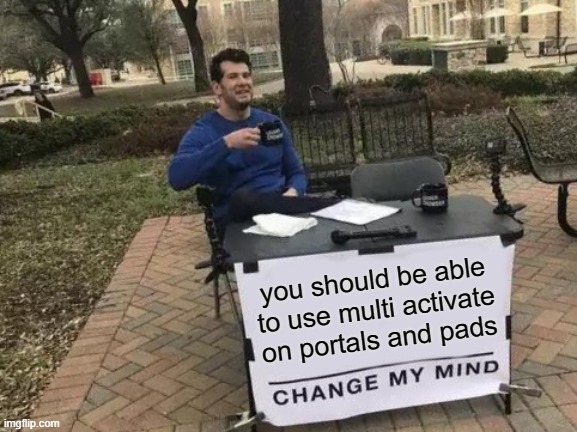 you should be able
to use multi activate
on portals and pads
CHANGE MY MIND
imgflip.com